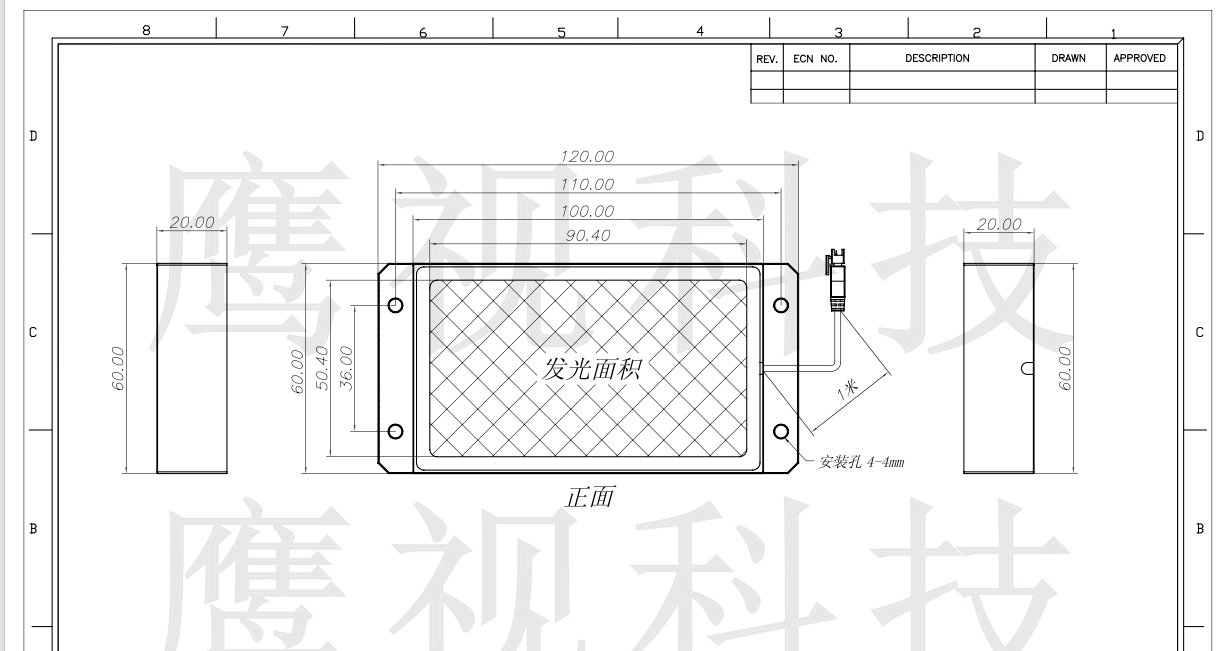 8 7 6 5 4 3 2 1
REV. ECN NO. DESCRIPTION DRAWN APPROVED
D D
鹰视科技
120.00
110.00
100.00
90.40
20.00 20.00
C C
60.00 60.00 50.40 36.00 60.00
发光面积
1米
安装孔 4-4mm
正面
B B
鹰视科技